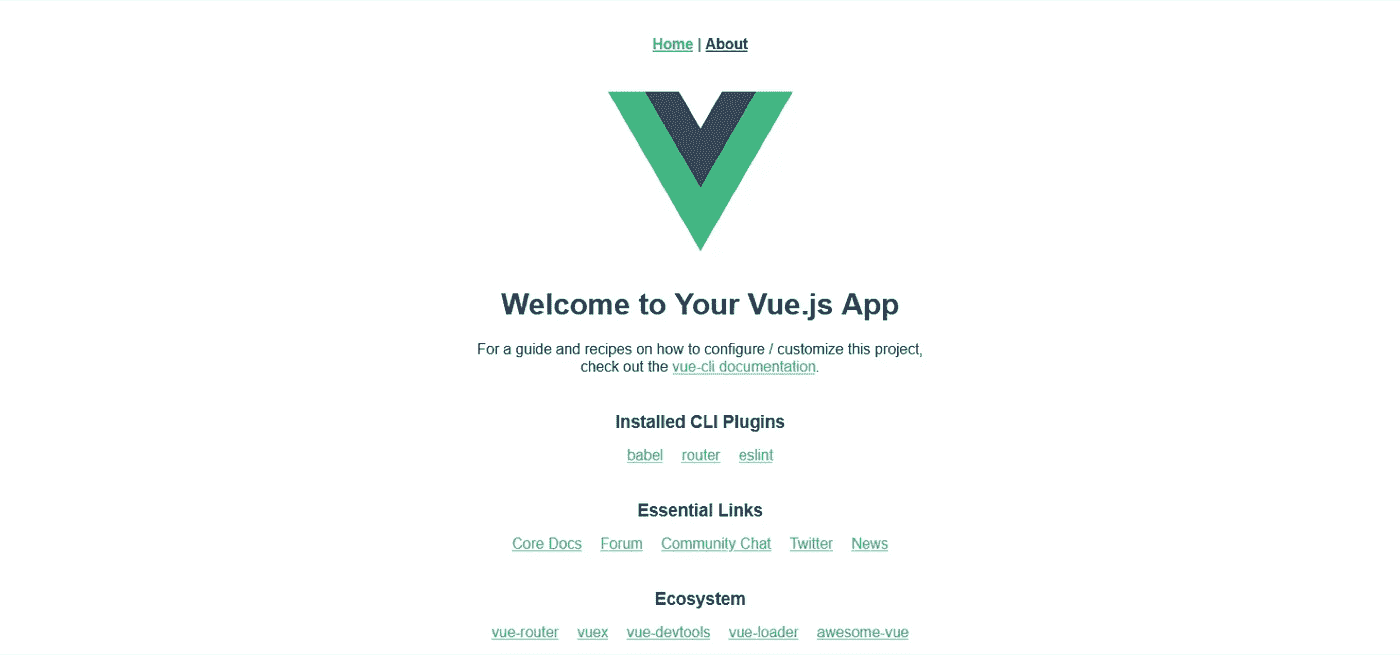 Home | About
Welcome to Your Vue.js App
For a guide and recipes on how to configure / customize this project,
check out the vue-cli documentation.
Installed CLI Plugins
babel router eslint
Essential Links
Core Docs Forum Community Chat Twitter News
Ecosystem
vue-router vuex vue-devtools vue-loader awesome-vue